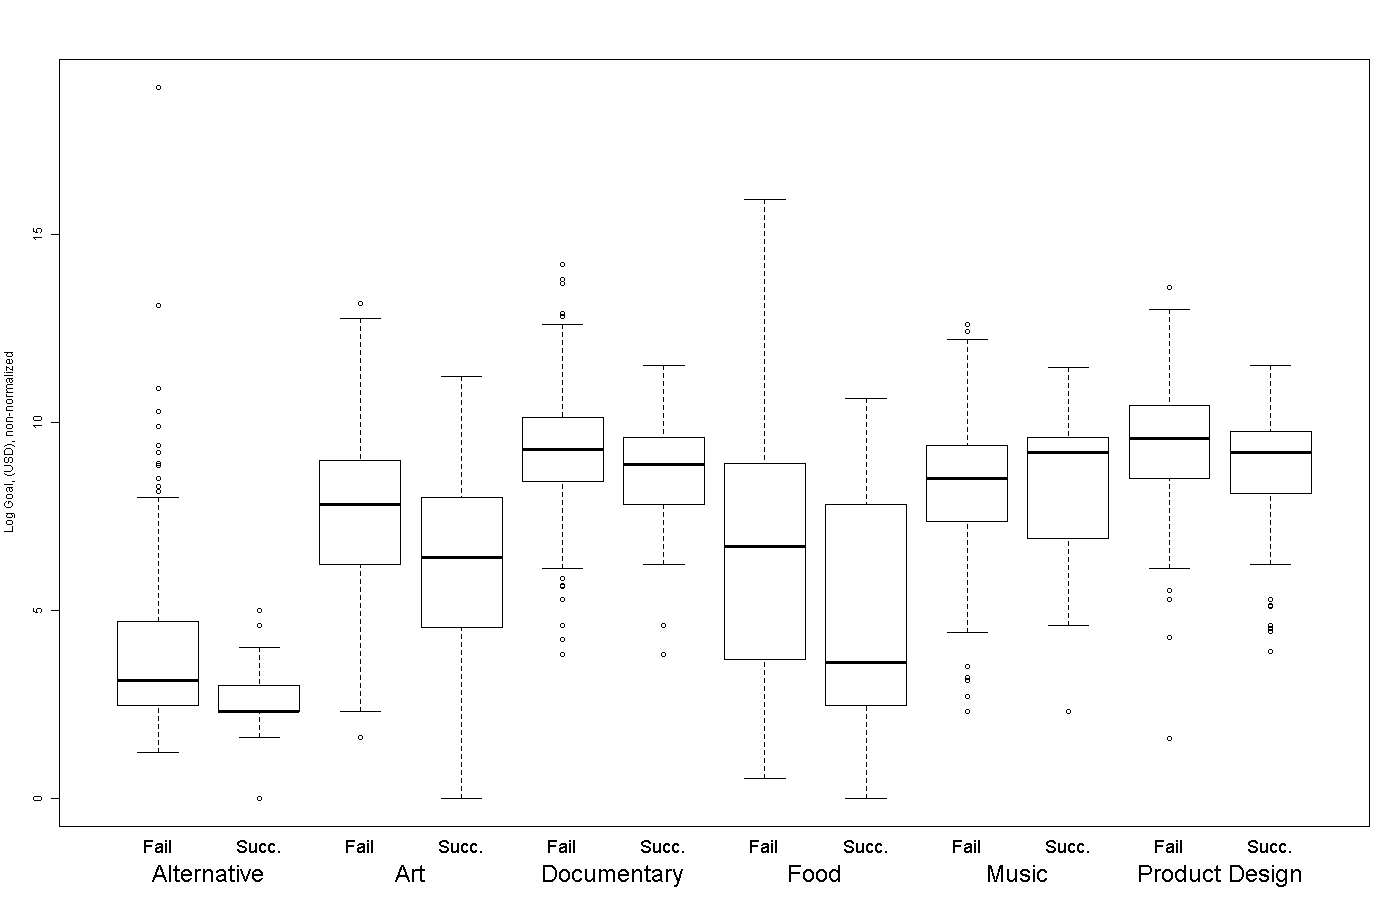 Log Goal, (USD), non-normalized
15
10
5
0
Fail Succ. Fail Succ. Fail Succ. Fail Succ. Fail Succ. Fail Succ.
Alternative Art Documentary Food Music Product Design